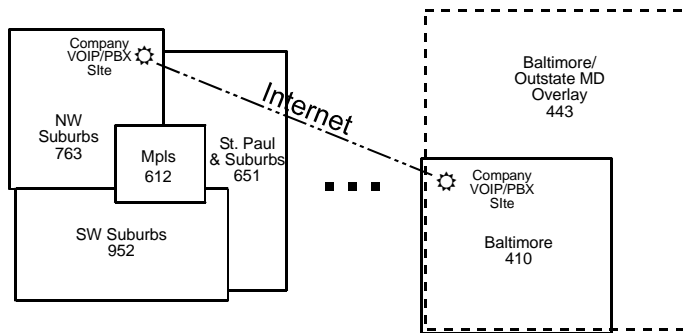 Company
VOIP/PBX
SIte
NW
Suburbs
763
Mpls
612
St. Paul
& Suburbs
651
SW Suburbs
952
Internet
Baltimore/
Outstate MD
Overlay
443
Company
VOIP/PBX
SIte
Baltimore
410